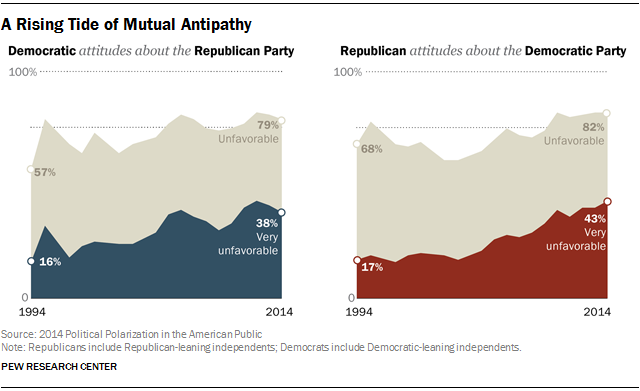 A Rising Tide of Mutual Antipathy
Democratic attitudes about the Republican Party
100%
79%
Unfavorable
57%
38%
Very
unfavorable
16%
0
1994
2014
Republican attitudes about the Democratic Party
100%
82%
Unfavorable
68%
43%
Very
unfavorable
17%
0
1994
2014
Source: 2014 Political Polarization in the American Public
Note: Republicans include Republican-leaning independents; Democrats include Democratic-leaning independents.
PEW RESEARCH CENTER